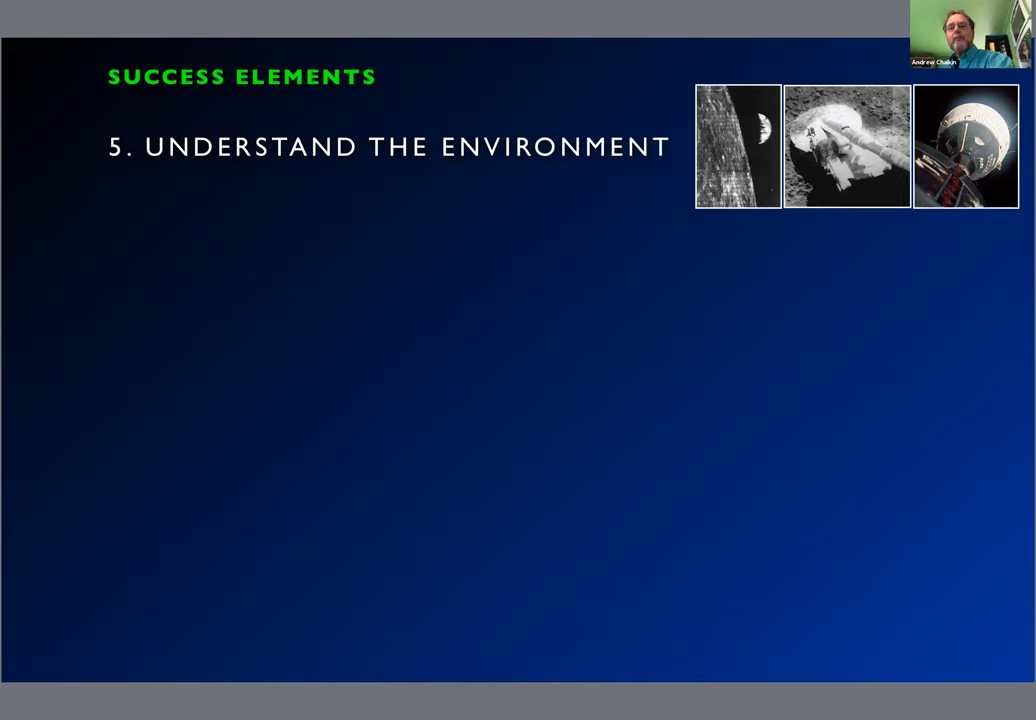 Andrew Chaikin
SUCCESS ELEMENTS
5. UNDERSTAND THE ENVIRONMENT